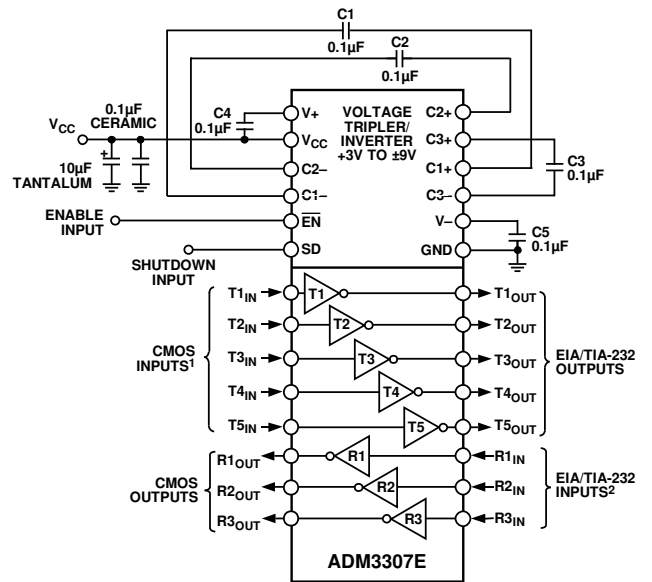 C1
0.1µF
C2
0.1µF
0.1µF
CERAMIC
VCC
10µF
TANTALUM
+
C4
0.1µF
V+
VCC
C2–
C1–
EN
SD
VOLTAGE
TRIPLER/
INVERTER
+3V TO ±9V
C2+
C3+
C1+
C3–
V–
GND
C3
0.1µF
C5
0.1µF
ENABLE
INPUT
SHUTDOWN
INPUT
CMOS
INPUTS1
T1IN
T1
T1OUT
T2IN
T2
T2OUT
T3IN
T3
T3OUT
T4IN
T4
T4OUT
T5IN
T5
T5OUT
EIA/TIA-232
OUTPUTS
CMOS
OUTPUTS
R1OUT
R1
R1IN
R2OUT
R2
R2IN
R3OUT
R3
R3IN
EIA/TIA-232
INPUTS2
ADM3307E